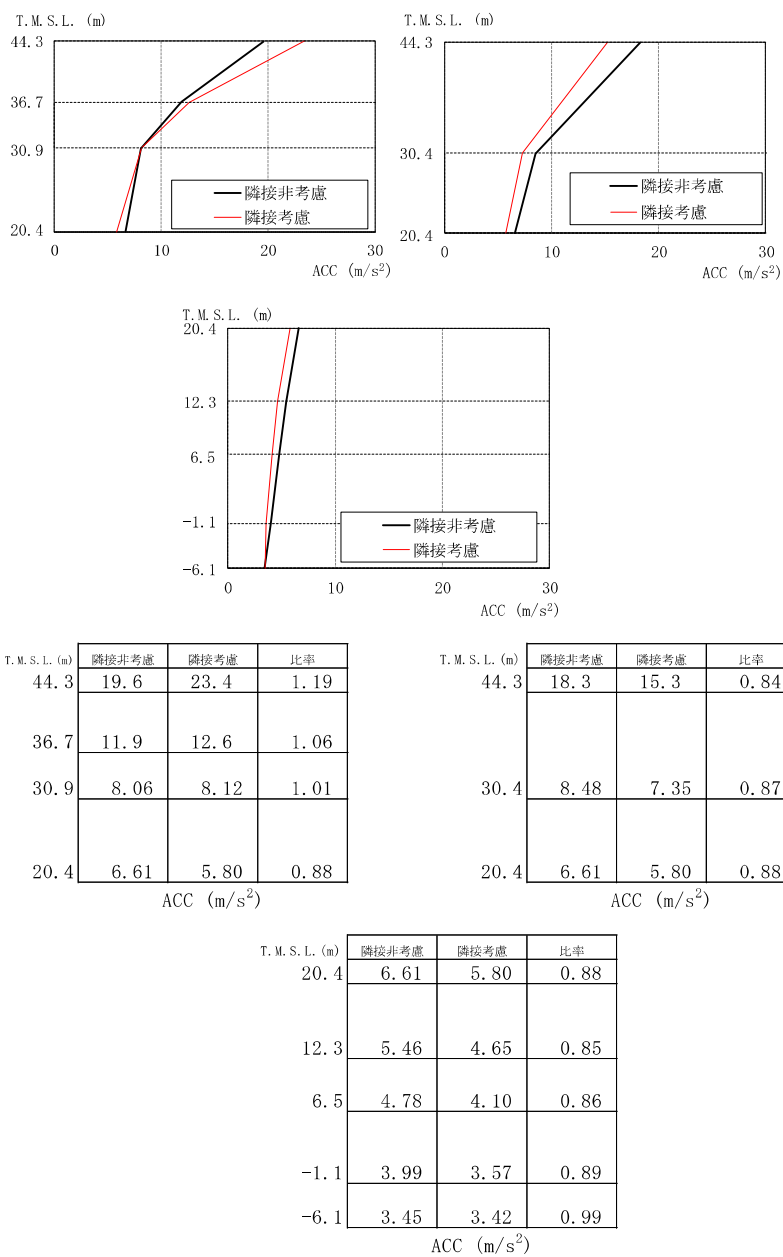 T.M.S.L. (m)
44.3
36.7
30.9
20.4
隣接非考慮
隣接考慮
0 10 20 30
ACC (m/s²)
T.M.S.L. (m)
44.3
30.4
20.4
隣接非考慮
隣接考慮
0 10 20 30
ACC (m/s²)
T.M.S.L. (m)
20.4
12.3
6.5
-1.1
-6.1
隣接非考慮
隣接考慮
0 10 20 30
ACC (m/s²)
T.M.S.L.(m) 隣接非考慮 隣接考慮 比率
44.3 19.6 23.4 1.19
36.7 11.9 12.6 1.06
30.9 8.06 8.12 1.01
20.4 6.61 5.80 0.88
ACC (m/s²)
T.M.S.L.(m) 隣接非考慮 隣接考慮 比率
44.3 18.3 15.3 0.84
30.4 8.48 7.35 0.87
20.4 6.61 5.80 0.88
ACC (m/s²)
T.M.S.L.(m) 隣接非考慮 隣接考慮 比率
20.4 6.61 5.80 0.88
12.3 5.46 4.65 0.85
6.5 4.78 4.10 0.86
-1.1 3.99 3.57 0.89
-6.1 3.45 3.42 0.99
ACC (m/s²)